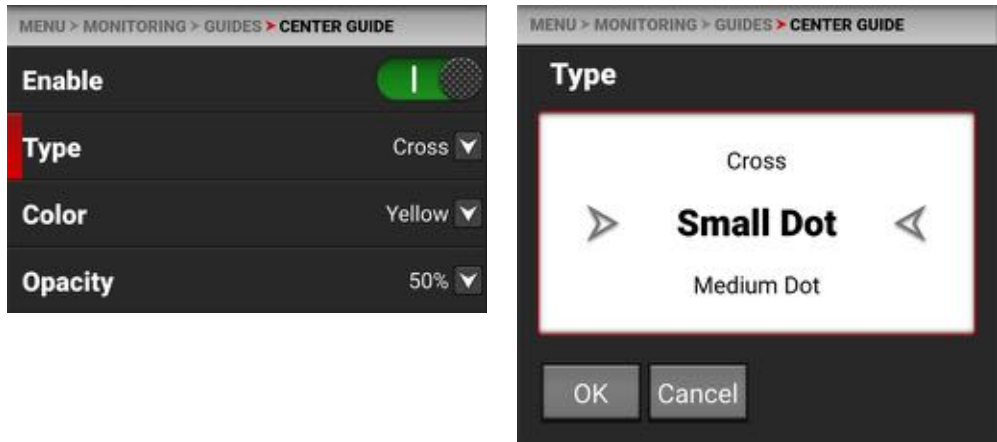 MENU > MONITORING > GUIDES > CENTER GUIDE
Enable
Type Cross
Color Yellow
Opacity 50%
MENU > MONITORING > GUIDES > CENTER GUIDE
Type
Cross
Small Dot
Medium Dot
OK Cancel